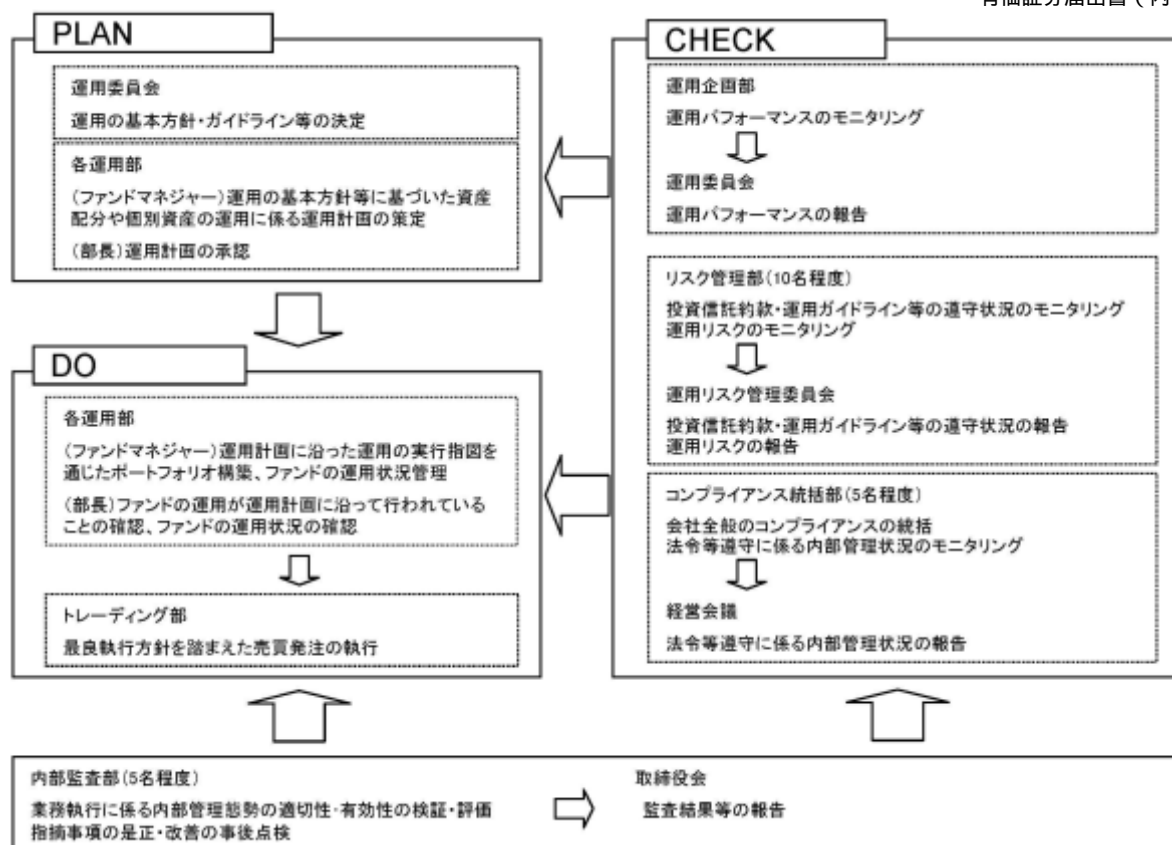 PLAN
運用委員会
運用の基本方針・ガイドライン等の決定
各運用部
(ファンドマネジャー)運用の基本方針等に基づいた資産
配分や個別資産の運用に係る運用計画の策定
(部長)運用計画の承認
DO
各運用部
(ファンドマネジャー)運用計画に沿った運用の実行指図を
通じたポートフォリオ構築、ファンドの運用状況管理
(部長)ファンドの運用が運用計画に沿って行われている
ことの確認、ファンドの運用状況の確認
トレーディング部
最良執行方針を踏まえた売買発注の執行
CHECK
運用企画部
運用パフォーマンスのモニタリング
運用委員会
運用パフォーマンスの報告
リスク管理部(10名程度)
投資信託約款・運用ガイドライン等の遵守状況のモニタリング
運用リスクのモニタリング
運用リスク管理委員会
投資信託約款・運用ガイドライン等の遵守状況の報告
運用リスクの報告
コンプライアンス統括部(5名程度)
会社全般のコンプライアンスの統括
法令等遵守に係る内部管理状況のモニタリング
経営会議
法令等遵守に係る内部管理状況の報告
内部監査部(5名程度)
業務執行に係る内部管理態勢の適切性・有効性の検証・評価
指摘事項の是正・改善の事後点検
取締役会
監査結果等の報告